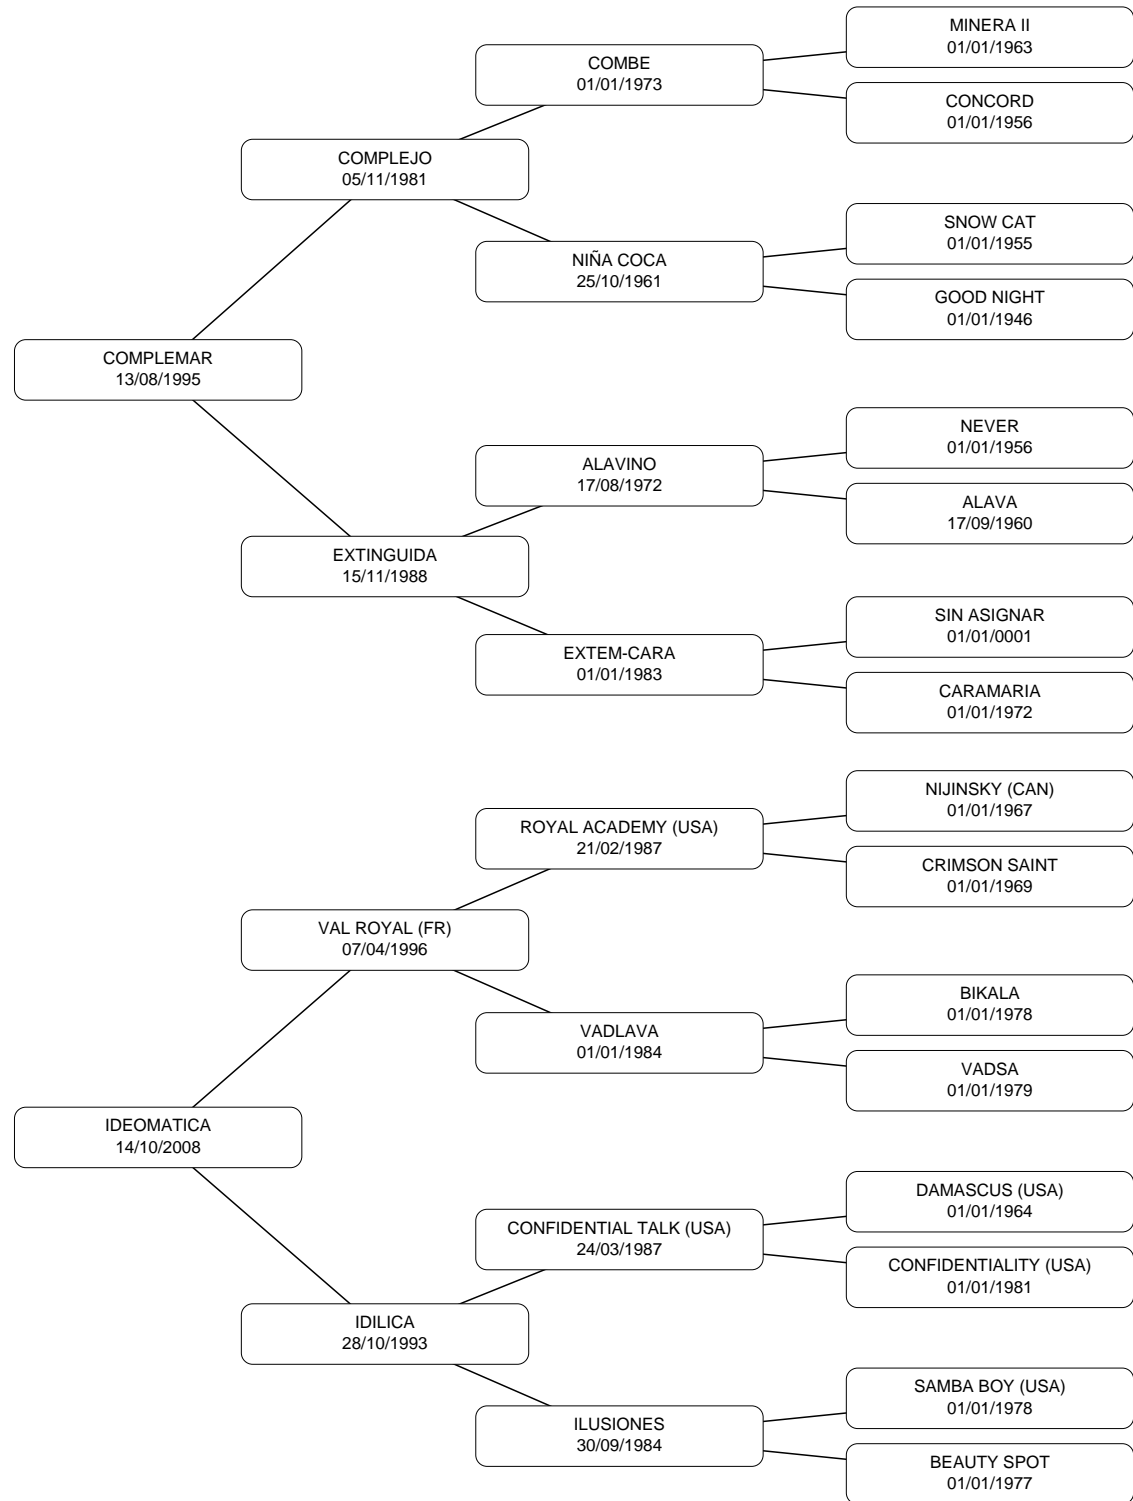 MINERA II
01/01/1963
COMBE
01/01/1973
CONCORD
01/01/1956
COMPLEJO
05/11/1981
SNOW CAT
01/01/1955
NIÑA COCA
25/10/1961
GOOD NIGHT
01/01/1946
COMPLEMAR
13/08/1995
NEVER
01/01/1956
ALAVINO
17/08/1972
ALAVA
17/09/1960
EXTINGUIDA
15/11/1988
SIN ASIGNAR
01/01/0001
EXTEM-CARA
01/01/1983
CARAMARIA
01/01/1972
NIJINSKY (CAN)
01/01/1967
ROYAL ACADEMY (USA)
21/02/1987
CRIMSON SAINT
01/01/1969
VAL ROYAL (FR)
07/04/1996
BIKALA
01/01/1978
VADLAVA
01/01/1984
VADSA
01/01/1979
IDEOMATICA
14/10/2008
DAMASCUS (USA)
01/01/1964
CONFIDENTIAL TALK (USA)
24/03/1987
CONFIDENTIALITY (USA)
01/01/1981
IDILICA
28/10/1993
SAMBA BOY (USA)
01/01/1978
ILUSIONES
30/09/1984
BEAUTY SPOT
01/01/1977